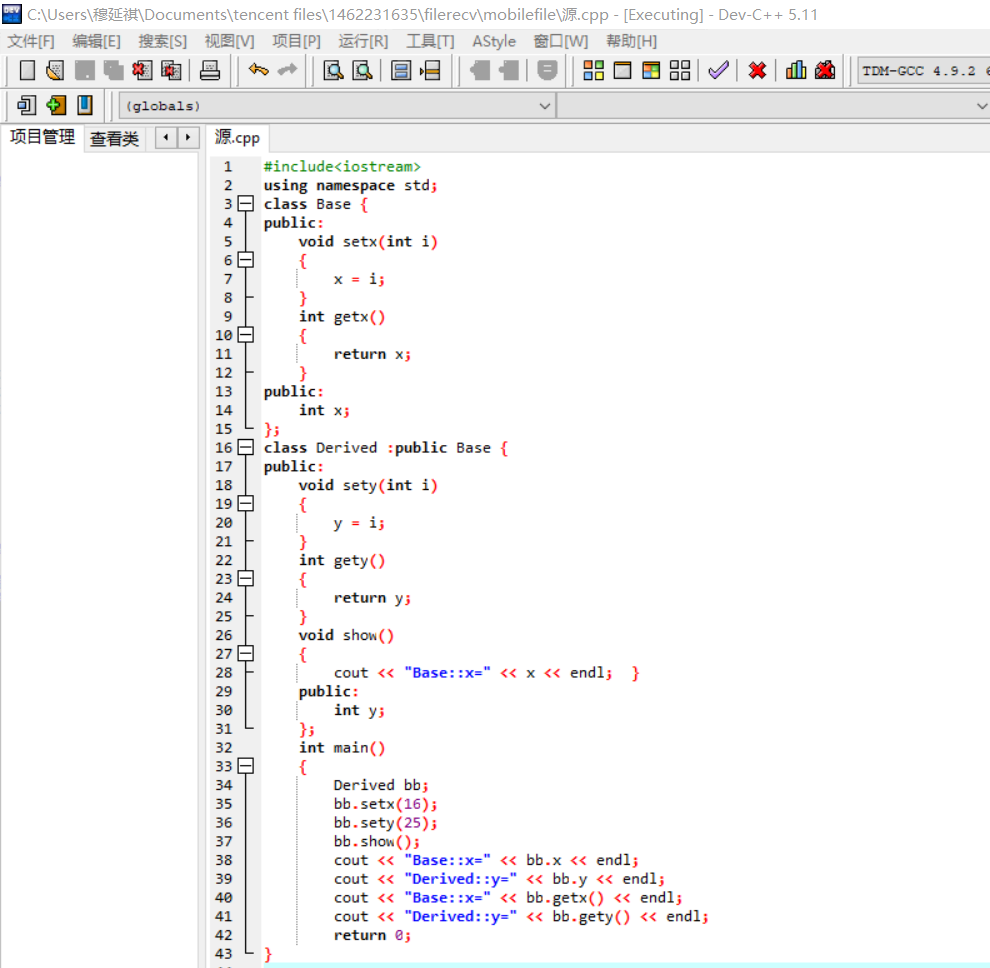 C:\Users\穆延祺\Documents\tencent files\1462231635\filerecv\mobilefile\源.cpp - [Executing] - Dev-C++ 5.11
文件[F] 编辑[E] 搜索[S] 视图[V] 项目[P] 运行[R] 工具[T] AStyle 窗口[W] 帮助[H]
TDM-GCC 4.9.2
(globals)
项目管理 查看类 源.cpp
1 #include<iostream>
2 using namespace std;
3 class Base {
4 public:
5     void setx(int i)
6     {
7         x = i;
8     }
9     int getx()
10     {
11         return x;
12     }
13 public:
14     int x;
15 };
16 class Derived :public Base {
17 public:
18     void sety(int i)
19     {
20         y = i;
21     }
22     int gety()
23     {
24         return y;
25     }
26     void show()
27     {
28         cout << "Base::x=" << x << endl;  }
29     public:
30         int y;
31     };
32     int main()
33     {
34         Derived bb;
35         bb.setx(16);
36         bb.sety(25);
37         bb.show();
38         cout << "Base::x=" << bb.x << endl;
39         cout << "Derived::y=" << bb.y << endl;
40         cout << "Base::x=" << bb.getx() << endl;
41         cout << "Derived::y=" << bb.gety() << endl;
42         return 0;
43 }